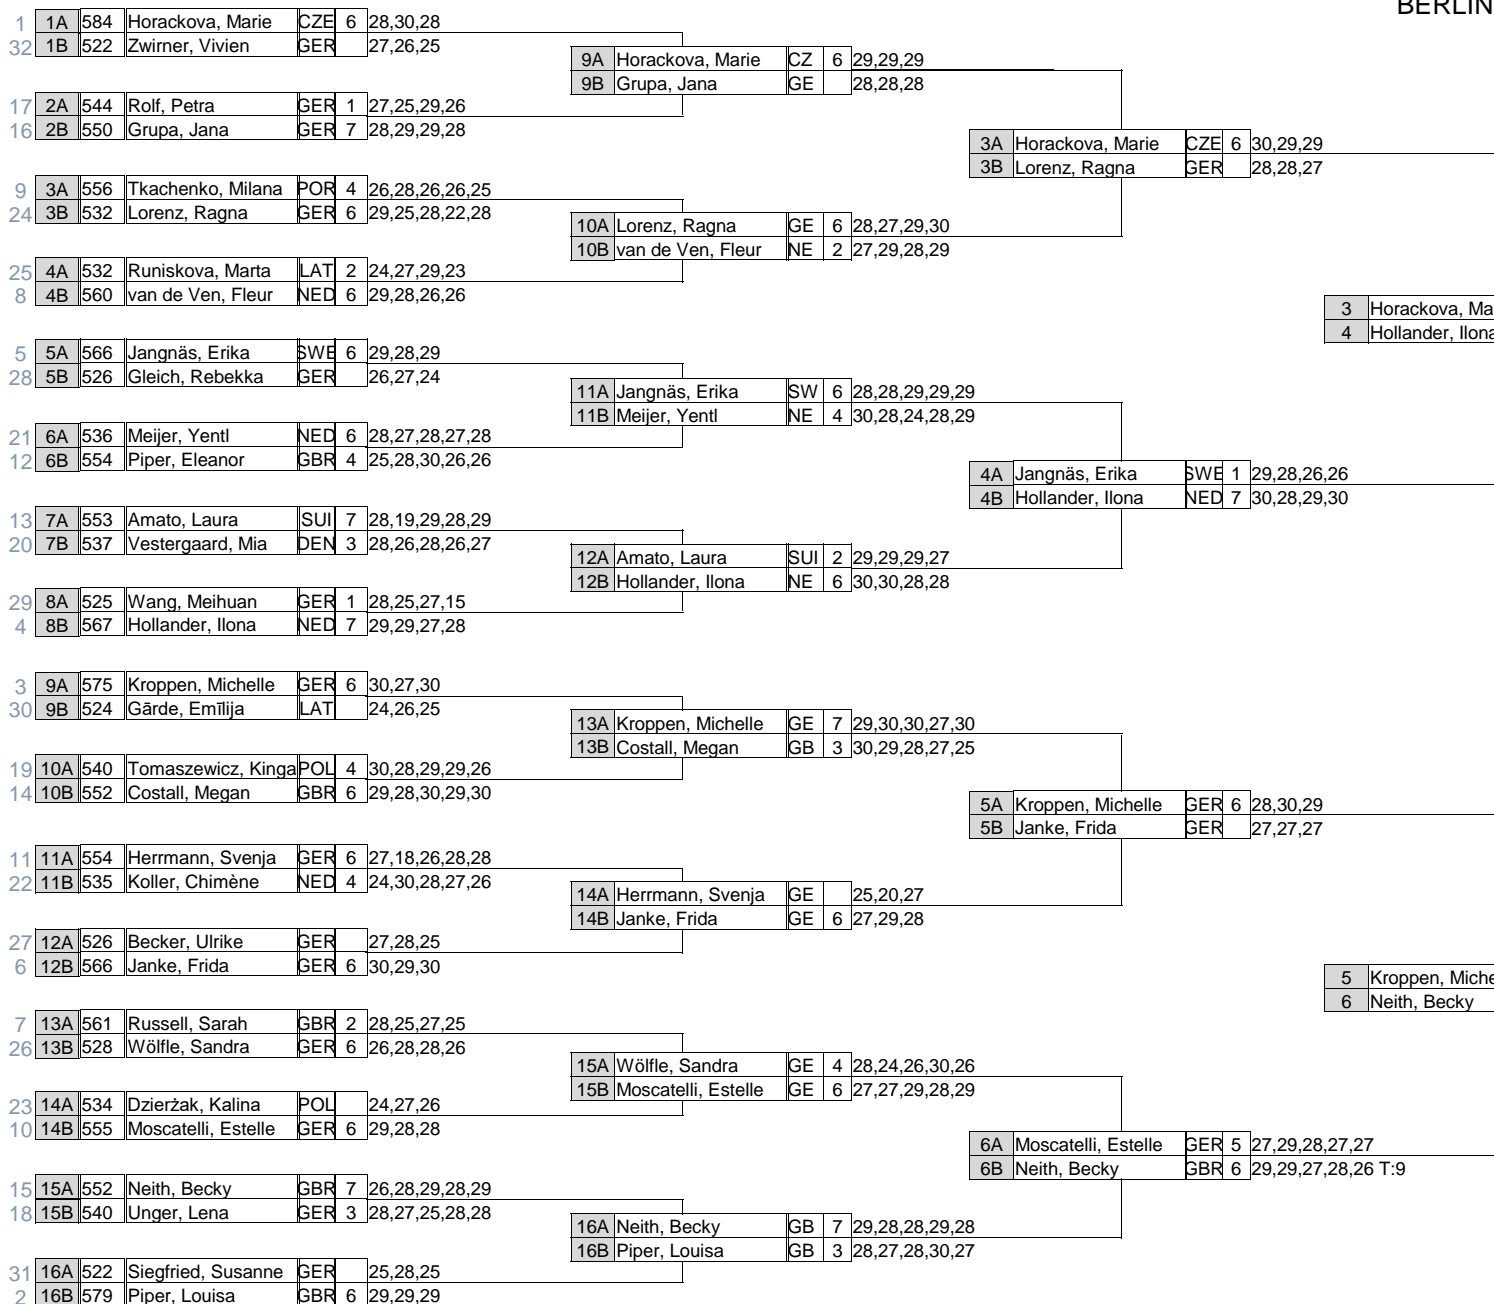 BERLIN
1 1A 584 Horackova, Marie CZE 6 28,30,28
32 1B 522 Zwirner, Vivien GER 27,26,25
9A Horackova, Marie CZ 6 29,29,29
9B Grupa, Jana GE 28,28,28
17 2A 544 Rolf, Petra GER 1 27,25,29,26
16 2B 550 Grupa, Jana GER 7 28,29,29,28
3A Horackova, Marie CZE 6 30,29,29
3B Lorenz, Ragna GER 28,28,27
9 3A 556 Tkachenko, Milana POR 4 26,28,26,26,25
24 3B 532 Lorenz, Ragna GER 6 29,25,28,22,28
10A Lorenz, Ragna GE 6 28,27,29,30
10B van de Ven, Fleur NE 2 27,29,28,29
25 4A 532 Runiskova, Marta LAT 2 24,27,29,23
8 4B 560 van de Ven, Fleur NED 6 29,28,26,26
3 Horackova, Ma
4 Hollander, Ilona
5 5A 566 Jangnäs, Erika SWE 6 29,28,29
28 5B 526 Gleich, Rebekka GER 26,27,24
11A Jangnäs, Erika SW 6 28,28,29,29,29
11B Meijer, Yentl NE 4 30,28,24,28,29
21 6A 536 Meijer, Yentl NED 6 28,27,28,27,28
12 6B 554 Piper, Eleanor GBR 4 25,28,30,26,26
4A Jangnäs, Erika SWE 1 29,28,26,26
4B Hollander, Ilona NED 7 30,28,29,30
13 7A 553 Amato, Laura SUI 7 28,19,29,28,29
20 7B 537 Vestergaard, Mia DEN 3 28,26,28,26,27
12A Amato, Laura SUI 2 29,29,29,27
12B Hollander, Ilona NE 6 30,30,28,28
29 8A 525 Wang, Meihuan GER 1 28,25,27,15
4 8B 567 Hollander, Ilona NED 7 29,29,27,28
3 9A 575 Kroppen, Michelle GER 6 30,27,30
30 9B 524 Gārde, Emīlija LAT 24,26,25
13A Kroppen, Michelle GE 7 29,30,30,27,30
13B Costall, Megan GB 3 30,29,28,27,25
19 10A 540 Tomaszewicz, Kinga POL 4 30,28,29,29,26
14 10B 552 Costall, Megan GBR 6 29,28,30,29,30
5A Kroppen, Michelle GER 6 28,30,29
5B Janke, Frida GER 27,27,27
11 11A 554 Herrmann, Svenja GER 6 27,18,26,28,28
22 11B 535 Koller, Chimène NED 4 24,30,28,27,26
14A Herrmann, Svenja GE 25,20,27
14B Janke, Frida GE 6 27,29,28
27 12A 526 Becker, Ulrike GER 27,28,25
6 12B 566 Janke, Frida GER 6 30,29,30
5 Kroppen, Miche
6 Neith, Becky
7 13A 561 Russell, Sarah GBR 2 28,25,27,25
26 13B 528 Wölfle, Sandra GER 6 26,28,28,26
15A Wölfle, Sandra GE 4 28,24,26,30,26
15B Moscatelli, Estelle GE 6 27,27,29,28,29
23 14A 534 Dzierżak, Kalina POL 24,27,26
10 14B 555 Moscatelli, Estelle GER 6 29,28,28
6A Moscatelli, Estelle GER 5 27,29,28,27,27
6B Neith, Becky GBR 6 29,29,27,28,26 T:9
15 15A 552 Neith, Becky GBR 7 26,28,29,28,29
18 15B 540 Unger, Lena GER 3 28,27,25,28,28
16A Neith, Becky GB 7 29,28,28,29,28
16B Piper, Louisa GB 3 28,27,28,30,27
31 16A 522 Siegfried, Susanne GER 25,28,25
2 16B 579 Piper, Louisa GBR 6 29,29,29